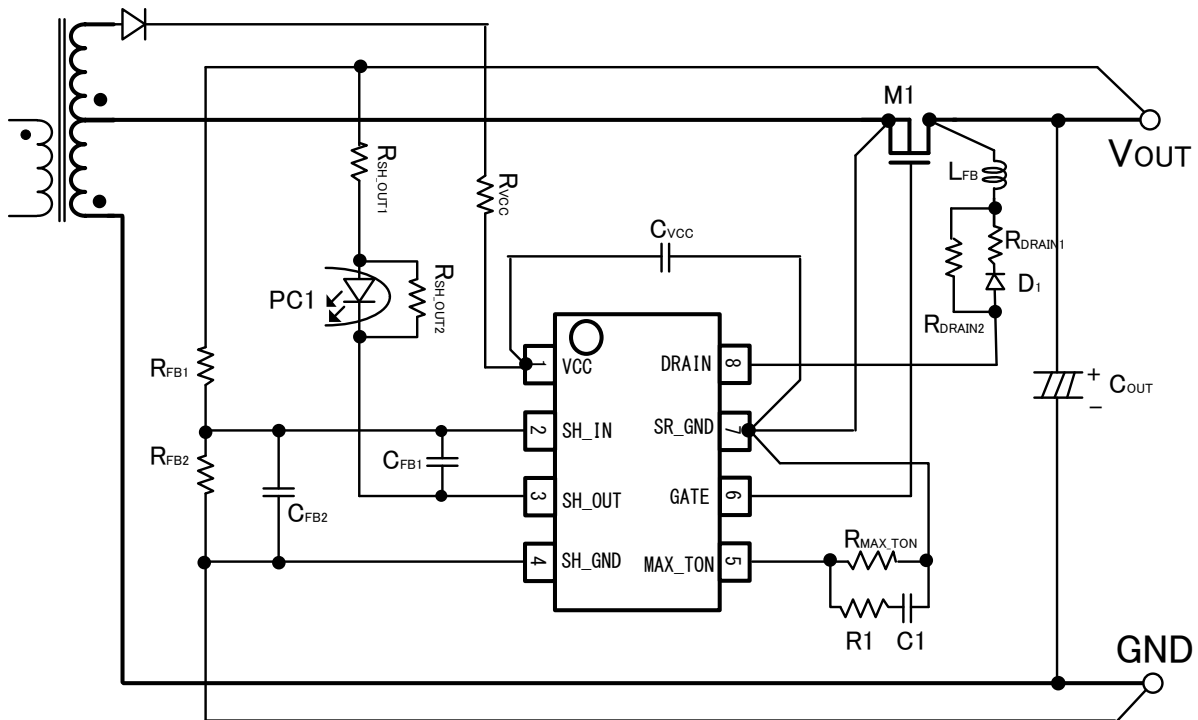 M1
VOUT
RSH_OUT1
RVCC
LFB
CVCC
RDRAIN1
PC1
RSH_OUT2
D1
RDRAIN2
RFB1
1 VCC
DRAIN 8
+
COUT
−
2 SH_IN
SR_GND 7
RFB2
CFB1
CFB2
3 SH_OUT
GATE 6
RMAX_TON
4 SH_GND
MAX_TON 5
R1 C1
GND